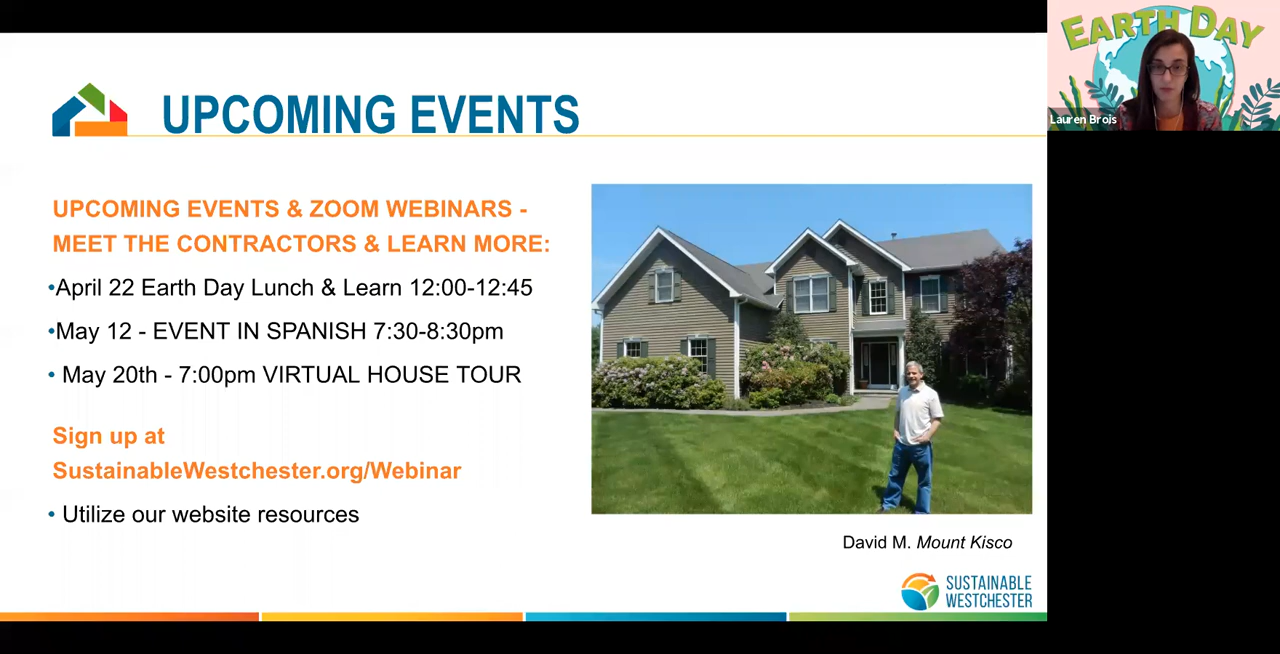 UPCOMING EVENTS
UPCOMING EVENTS & ZOOM WEBINARS -
MEET THE CONTRACTORS & LEARN MORE:
•April 22 Earth Day Lunch & Learn 12:00-12:45
•May 12 - EVENT IN SPANISH 7:30-8:30pm
• May 20th - 7:00pm VIRTUAL HOUSE TOUR
Sign up at
SustainableWestchester.org/Webinar
• Utilize our website resources
David M. Mount Kisco
SUSTAINABLE
WESTCHESTER
EARTH DAY
Lauren Brois